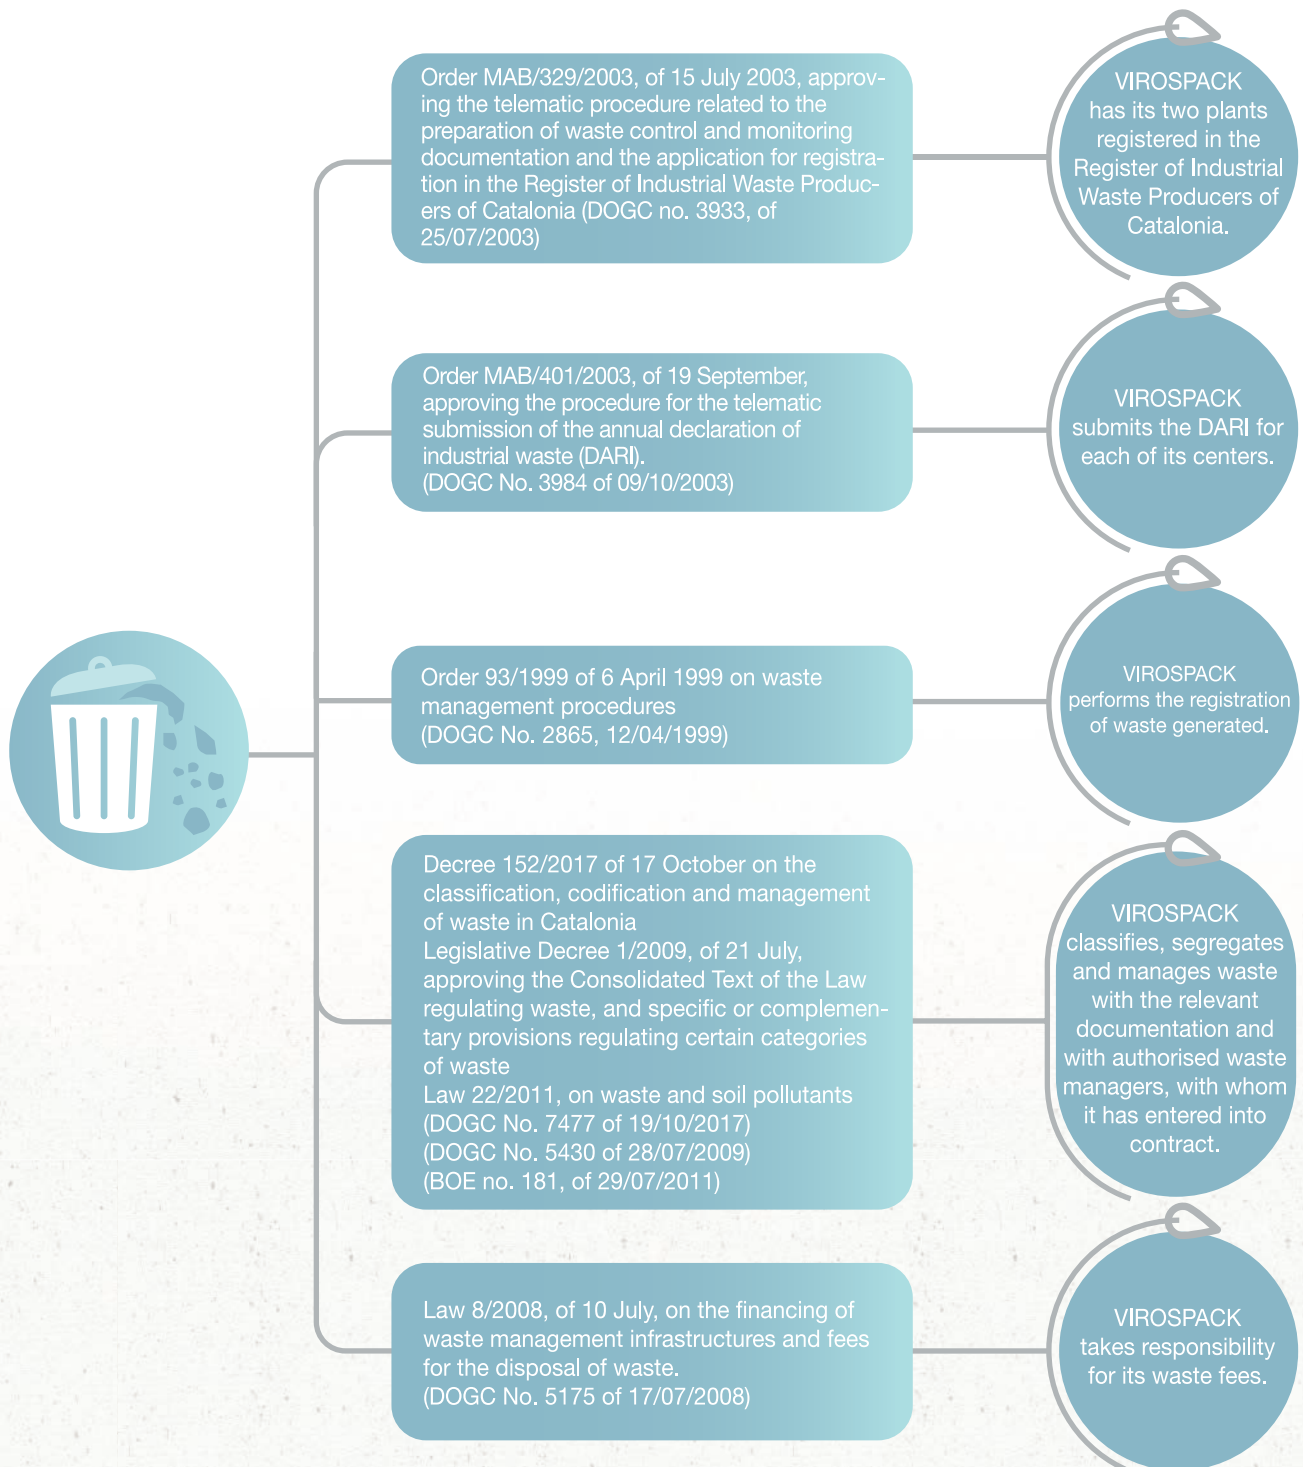 Order MAB/329/2003, of 15 July 2003, approv-
ing the telematic procedure related to the
preparation of waste control and monitoring
documentation and the application for registra-
tion in the Register of Industrial Waste Produc-
ers of Catalonia (DOGC no. 3933, of
25/07/2003)
VIROSPACK
has its two plants
registered in the
Register of Industrial
Waste Producers of
Catalonia.
Order MAB/401/2003, of 19 September,
approving the procedure for the telematic
submission of the annual declaration of
industrial waste (DARI).
(DOGC No. 3984 of 09/10/2003)
VIROSPACK
submits the DARI for
each of its centers.
Order 93/1999 of 6 April 1999 on waste
management procedures
(DOGC No. 2865, 12/04/1999)
VIROSPACK
performs the registration
of waste generated.
Decree 152/2017 of 17 October on the
classification, codification and management
of waste in Catalonia
Legislative Decree 1/2009, of 21 July,
approving the Consolidated Text of the Law
regulating waste, and specific or complemen-
tary provisions regulating certain categories
of waste
Law 22/2011, on waste and soil pollutants
(DOGC No. 7477 of 19/10/2017)
(DOGC No. 5430 of 28/07/2009)
(BOE no. 181, of 29/07/2011)
VIROSPACK
classifies, segregates
and manages waste
with the relevant
documentation and
with authorised waste
managers, with whom
it has entered into
contract.
Law 8/2008, of 10 July, on the financing of
waste management infrastructures and fees
for the disposal of waste.
(DOGC No. 5175 of 17/07/2008)
VIROSPACK
takes responsibility
for its waste fees.